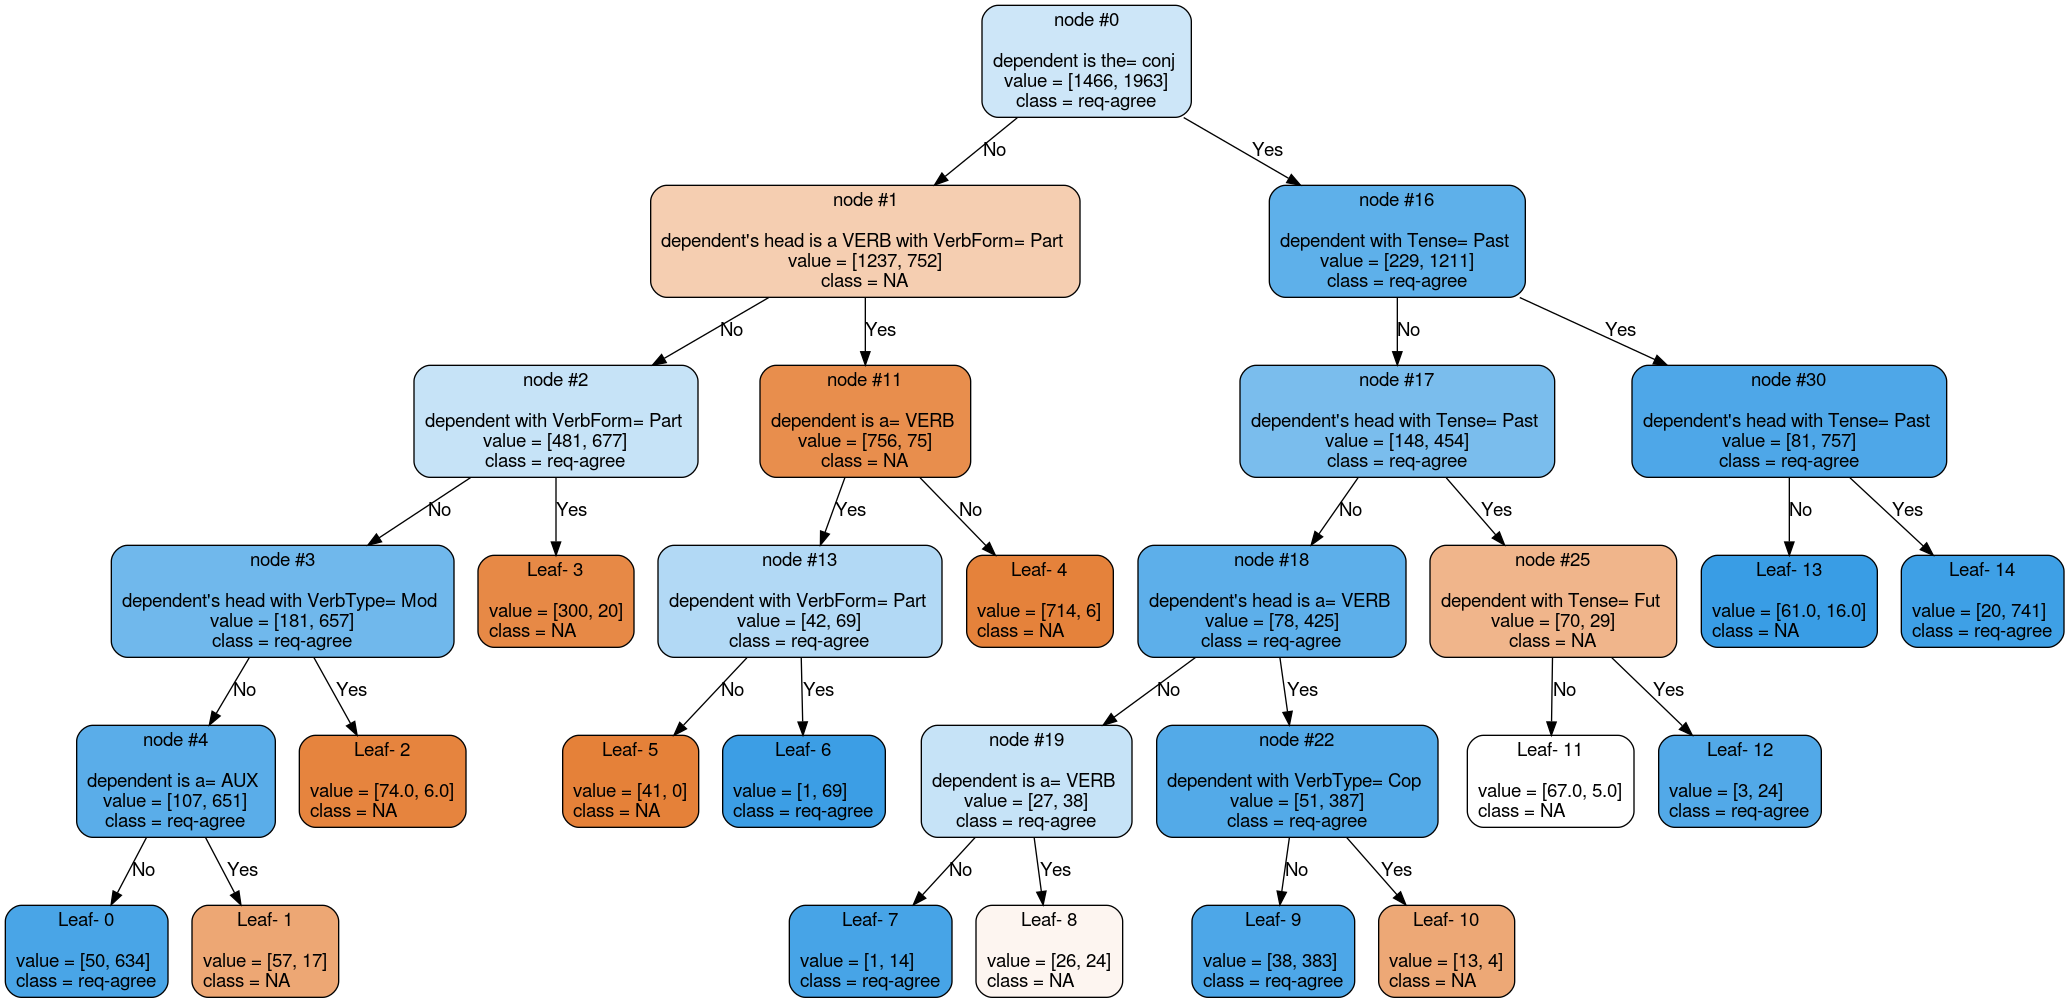 node #0
dependent is the= conj
value = [1466, 1963]
class = req-agree
No
Yes
node #1
dependent's head is a VERB with VerbForm= Part
value = [1237, 752]
class = NA
node #16
dependent with Tense= Past
value = [229, 1211]
class = req-agree
No
Yes
No
Yes
node #2
dependent with VerbForm= Part
value = [481, 677]
class = req-agree
node #11
dependent is a= VERB
value = [756, 75]
class = NA
node #17
dependent's head with Tense= Past
value = [148, 454]
class = req-agree
node #30
dependent's head with Tense= Past
value = [81, 757]
class = req-agree
No
Yes
Yes
No
No
Yes
No
Yes
node #3
dependent's head with VerbType= Mod
value = [181, 657]
class = req-agree
Leaf- 3
value = [300, 20]
class = NA
node #13
dependent with VerbForm= Part
value = [42, 69]
class = req-agree
Leaf- 4
value = [714, 6]
class = NA
node #18
dependent's head is a= VERB
value = [78, 425]
class = req-agree
node #25
dependent with Tense= Fut
value = [70, 29]
class = NA
Leaf- 13
value = [61.0, 16.0]
class = NA
Leaf- 14
value = [20, 741]
class = req-agree
No
Yes
No
Yes
No
Yes
No
Yes
node #4
dependent is a= AUX
value = [107, 651]
class = req-agree
Leaf- 2
value = [74.0, 6.0]
class = NA
Leaf- 5
value = [41, 0]
class = NA
Leaf- 6
value = [1, 69]
class = req-agree
node #19
dependent is a= VERB
value = [27, 38]
class = req-agree
node #22
dependent with VerbType= Cop
value = [51, 387]
class = req-agree
Leaf- 11
value = [67.0, 5.0]
class = NA
Leaf- 12
value = [3, 24]
class = req-agree
No
Yes
No
Yes
No
Yes
Leaf- 0
value = [50, 634]
class = req-agree
Leaf- 1
value = [57, 17]
class = NA
Leaf- 7
value = [1, 14]
class = req-agree
Leaf- 8
value = [26, 24]
class = NA
Leaf- 9
value = [38, 383]
class = req-agree
Leaf- 10
value = [13, 4]
class = NA